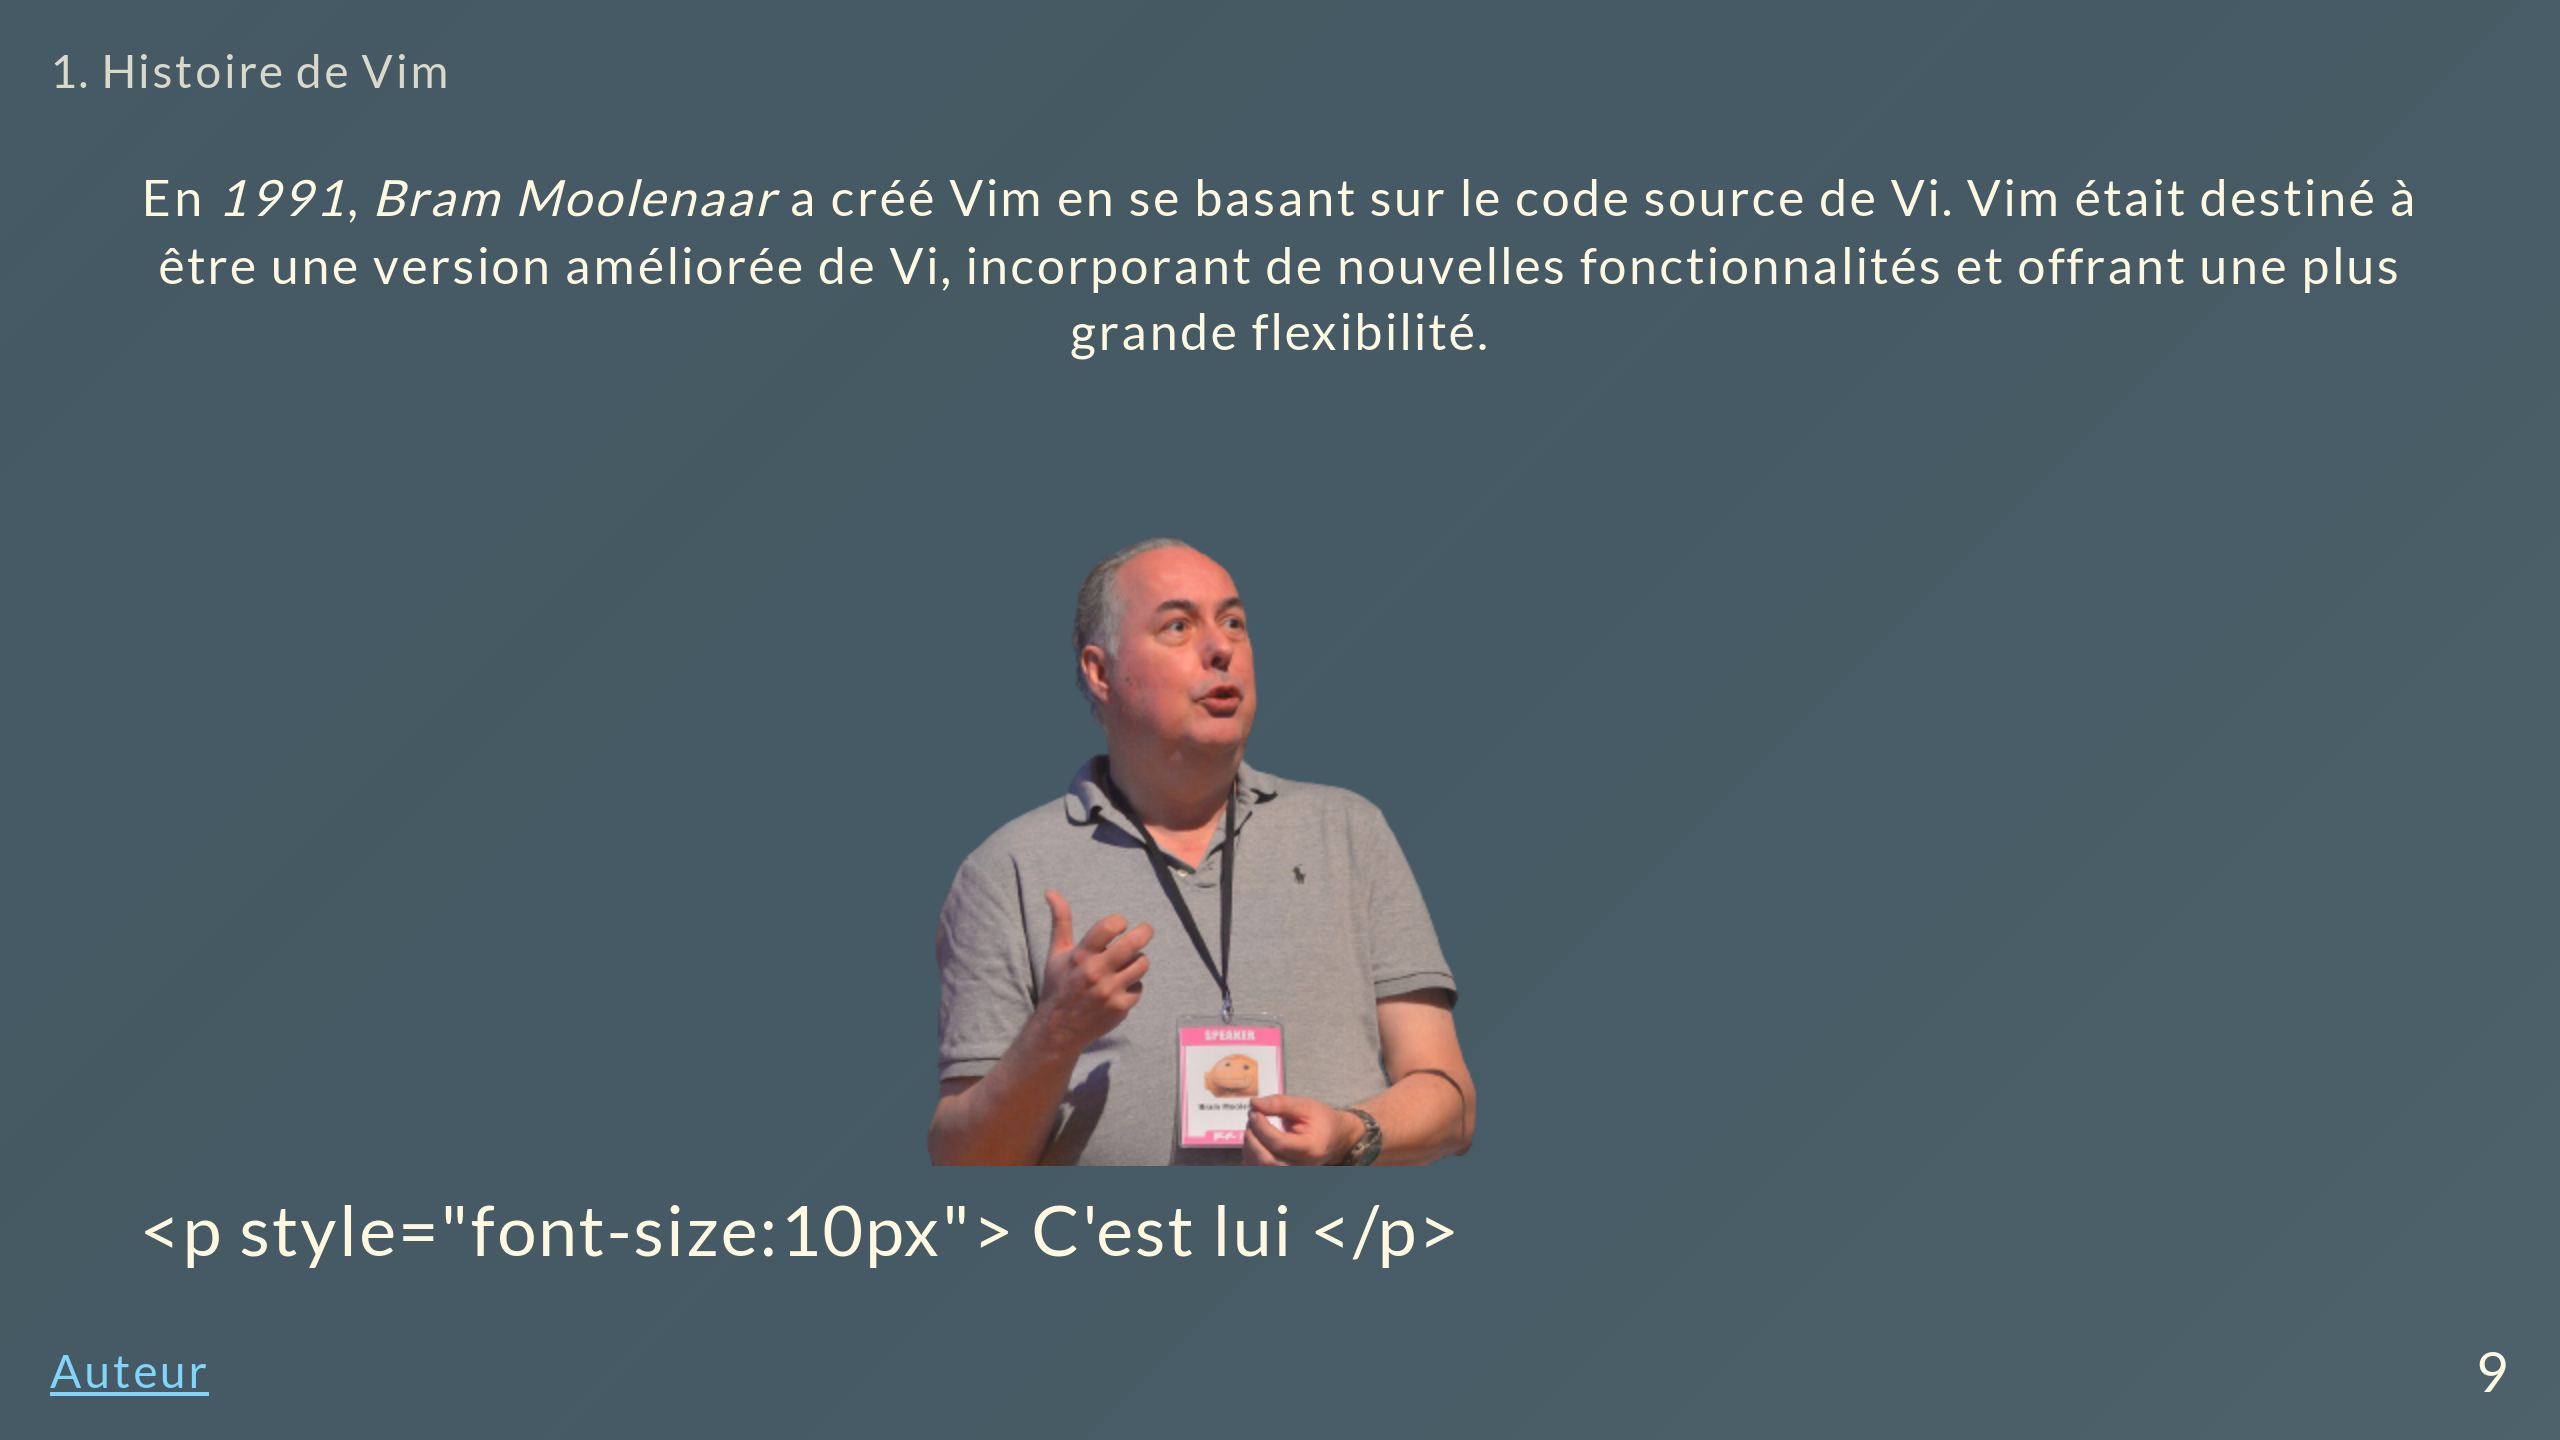 1. Histoire de Vim
En 1991, Bram Moolenaar a créé Vim en se basant sur le code source de Vi. Vim était destiné à
être une version améliorée de Vi, incorporant de nouvelles fonctionnalités et offrant une plus
grande flexibilité.
SPEAKER
Bram
<p style="font-size:10px"> C'est lui </p>
Auteur
9